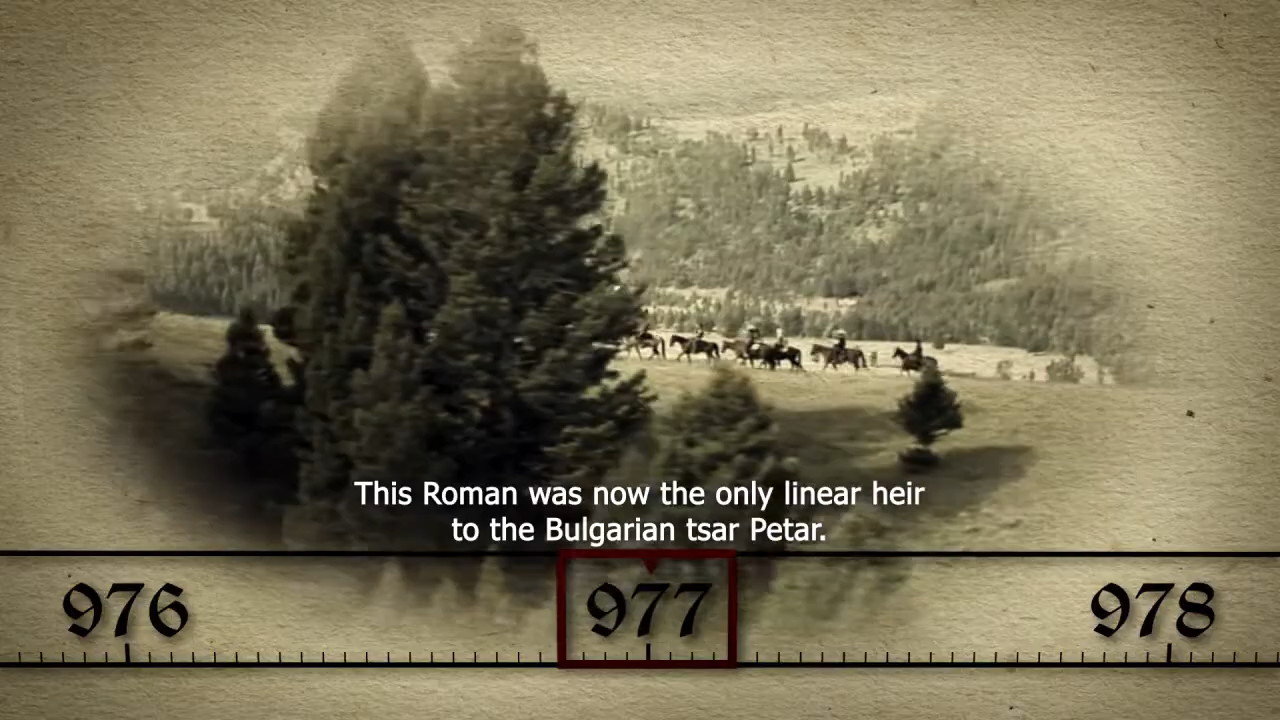 This Roman was now the only linear heir
to the Bulgarian tsar Petar.
976 977 978